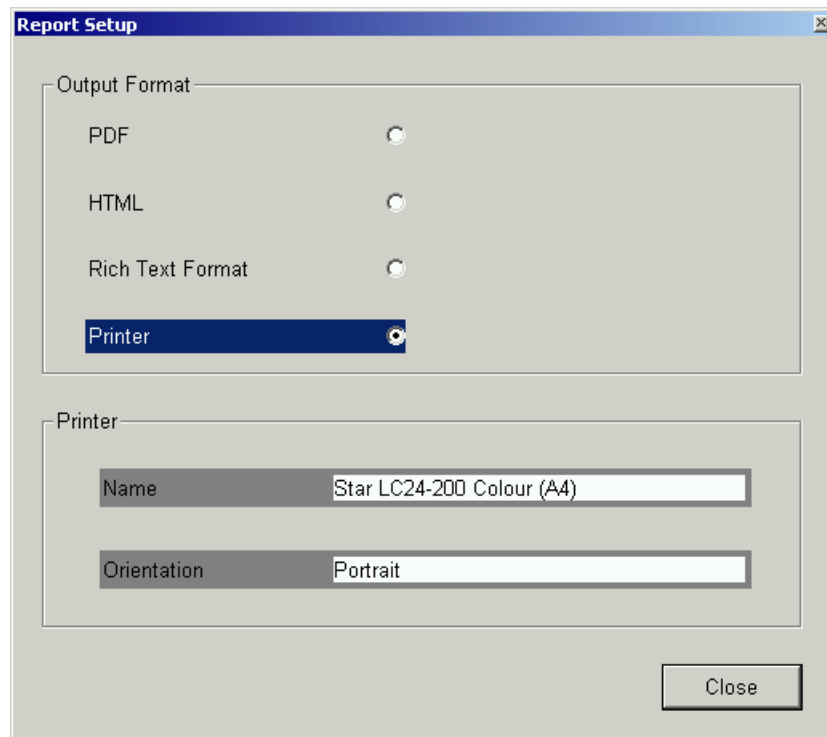 Report Setup
Output Format
PDF
HTML
Rich Text Format
Printer
Printer
Name Star LC24-200 Colour (A4)
Orientation Portrait
Close